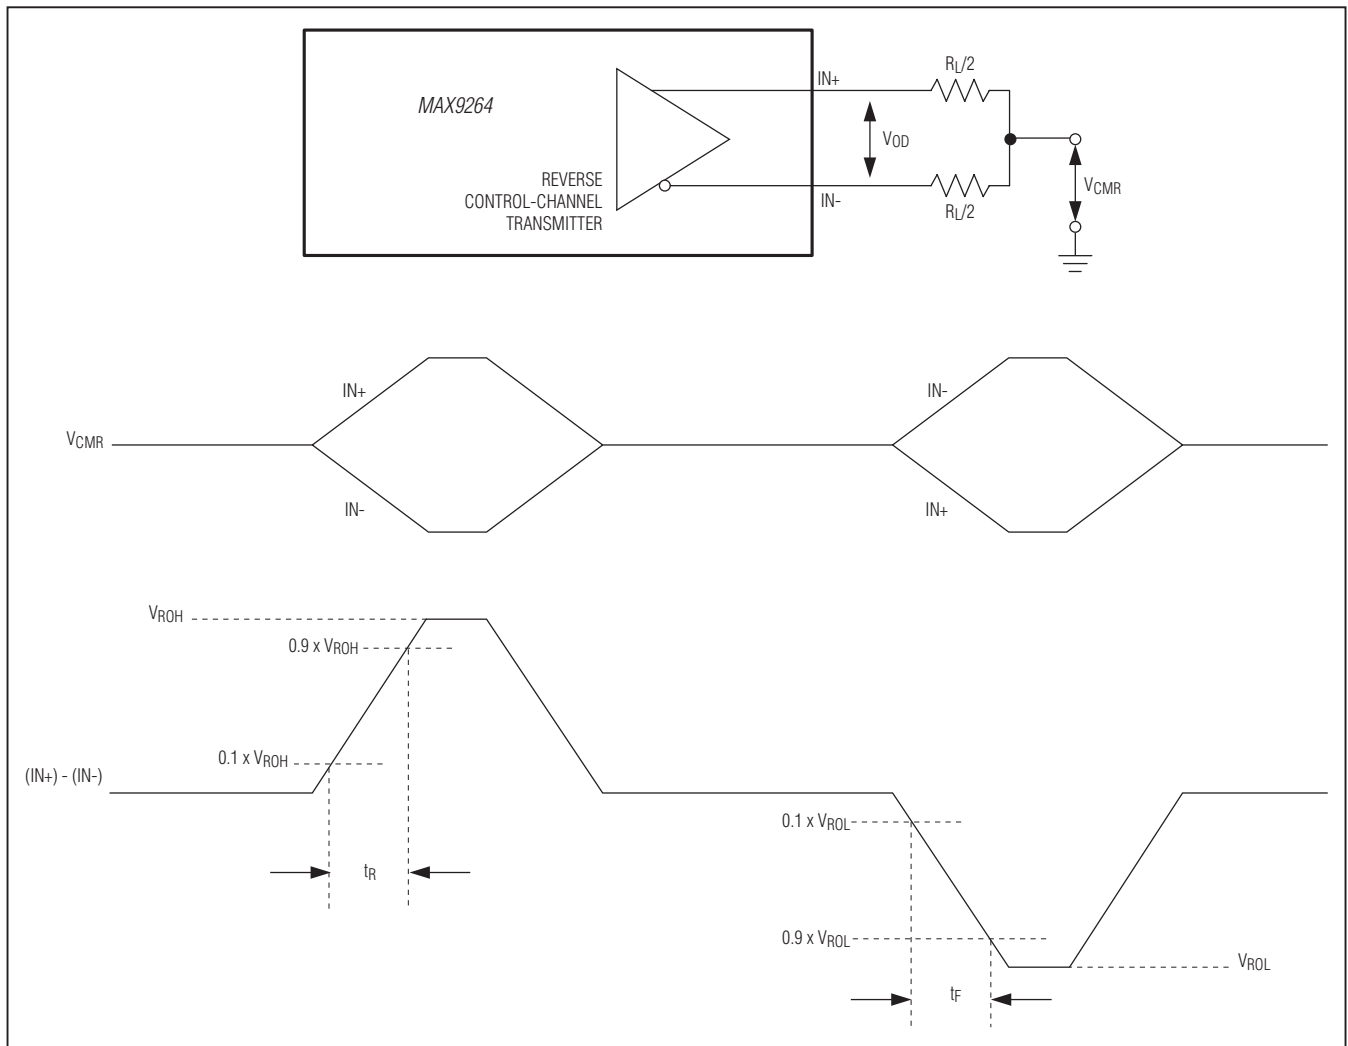 MAX9264
REVERSE
CONTROL-CHANNEL
TRANSMITTER
IN+
IN-
VOD
RL/2
RL/2
VCMR
VCMR
IN+
IN-
IN-
IN+
VROH
0.9 x VROH
0.1 x VROH
(IN+) - (IN-)
tR
0.1 x VROL
0.9 x VROL
VROL
tF